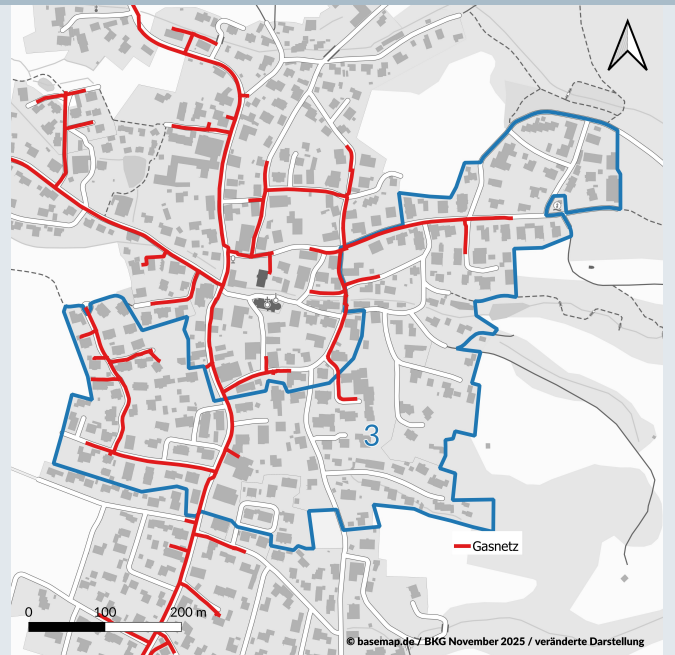 3
Gasnetz
0 100 200 m
© basemap.de / BKG November 2025 / veränderte Darstellung